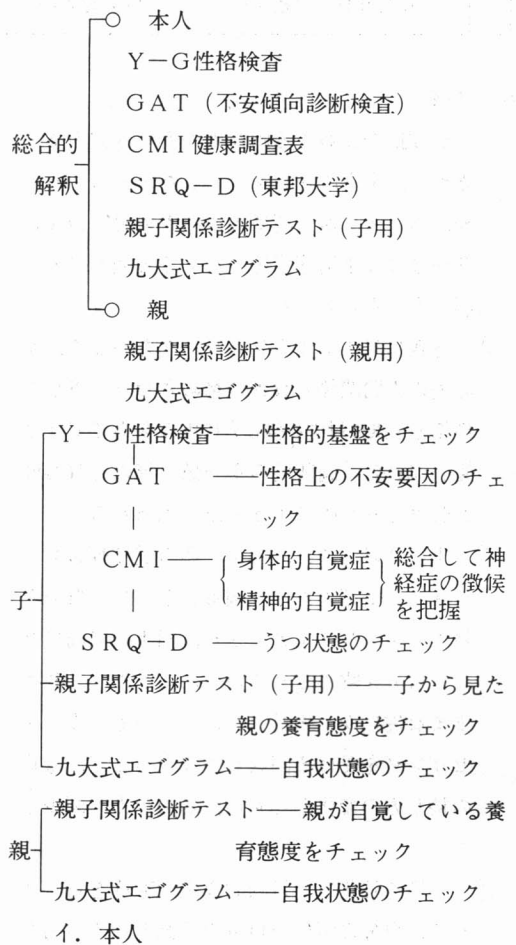 ○ 本人
Y－G性格検査
GAT（不安傾向診断検査）
総合的
CMI健康調査表
解釈
SRQ－D（東邦大学）
親子関係診断テスト（子用）
九大式エゴグラム
○ 親
親子関係診断テスト（親用）
九大式エゴグラム
Y－G性格検査――性格的基盤をチェック
GAT ――性格上の不安要因のチェ
ック
CMI――｛身体的自覚症｝総合して神
経症の徴候
子
精神的自覚症
を把握
SRQ－D ――うつ状態のチェック
親子関係診断テスト（子用）――子から見た
親の養育態度をチェック
九大式エゴグラム――自我状態のチェック
親子関係診断テスト――親が自覚している養
親
育態度をチェック
九大式エゴグラム――自我状態のチェック
イ．本人